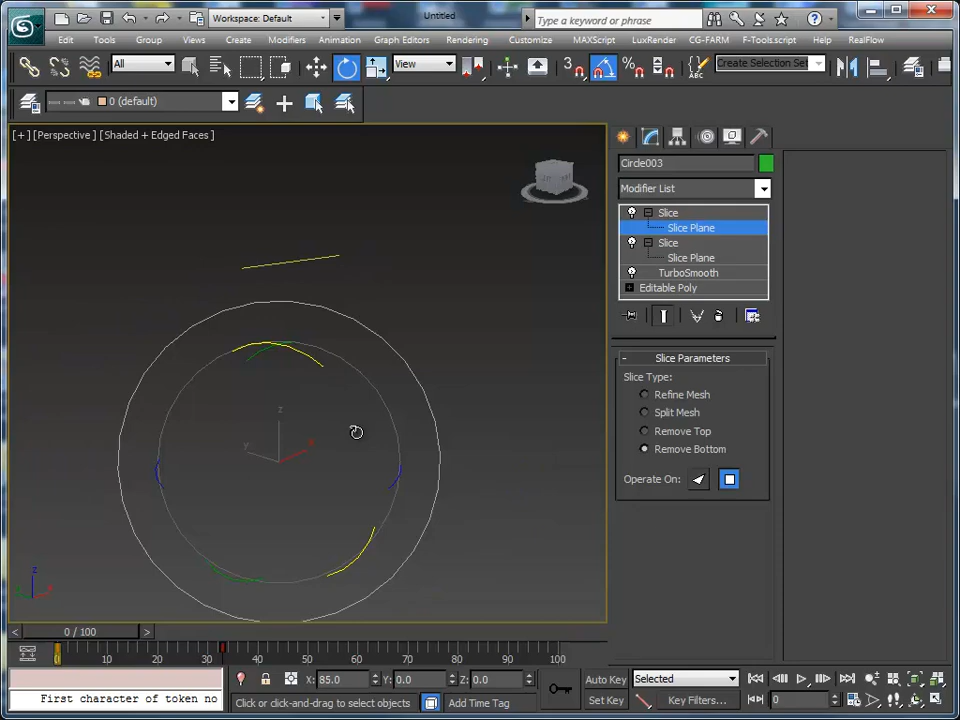 Workspace: Default
Untitled
Type a keyword or phrase
Edit Tools Group Views Create Modifiers Animation Graph Editors Rendering Customize MAXScript LuxRender CG-FARM F-Tools.script Help RealFlow
All
View
3
%
ABC
Create Selection Set
0 (default)
[+] [Perspective] [Shaded + Edged Faces]
Circle003
Modifier List
Slice
Slice Plane
Slice
Slice Plane
TurboSmooth
Editable Poly
Slice Parameters
Slice Type:
Refine Mesh
Split Mesh
Remove Top
Remove Bottom
Operate On:
z
y
x
z
x
0 / 100
0 10 20 30 40 50 60 70 80 90 100
X: 85.0 Y: 0.0 Z: 0.0
Auto Key Selected
First character of token no
Click or click-and-drag to select objects
Add Time Tag
Set Key Key Filters...
0